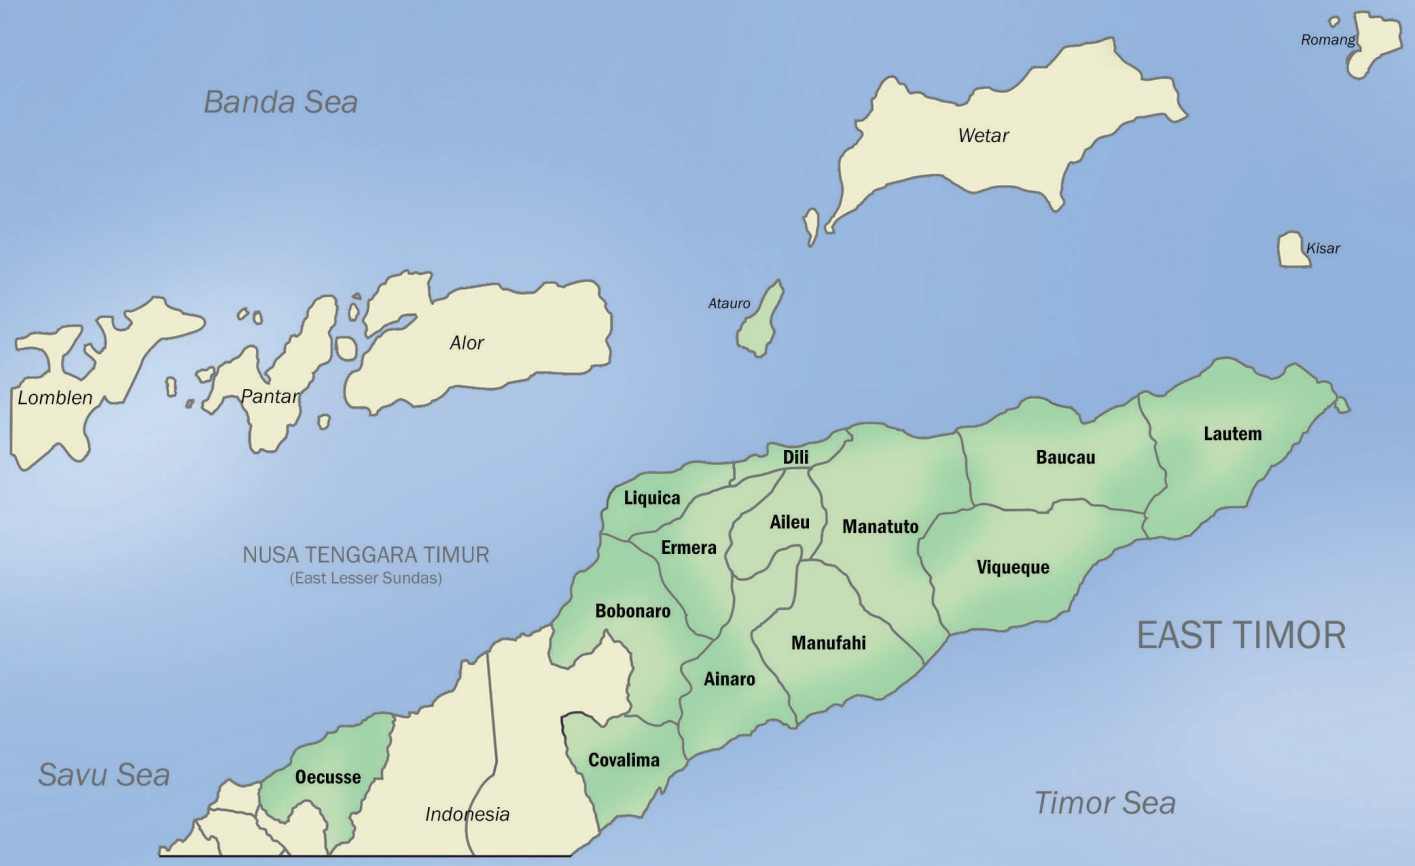 Romang
Banda Sea
Wetar
Kisar
Atauro
Alor
Lomblen
Pantar
Lautem
Baucau
Dili
Liquica
Aileu
Manatuto
Ermera
NUSA TENGGARA TIMUR
(East Lesser Sundas)
Viqueque
Bobonaro
EAST TIMOR
Manufahi
Ainaro
Covalima
Savu Sea
Oecusse
Timor Sea
Indonesia